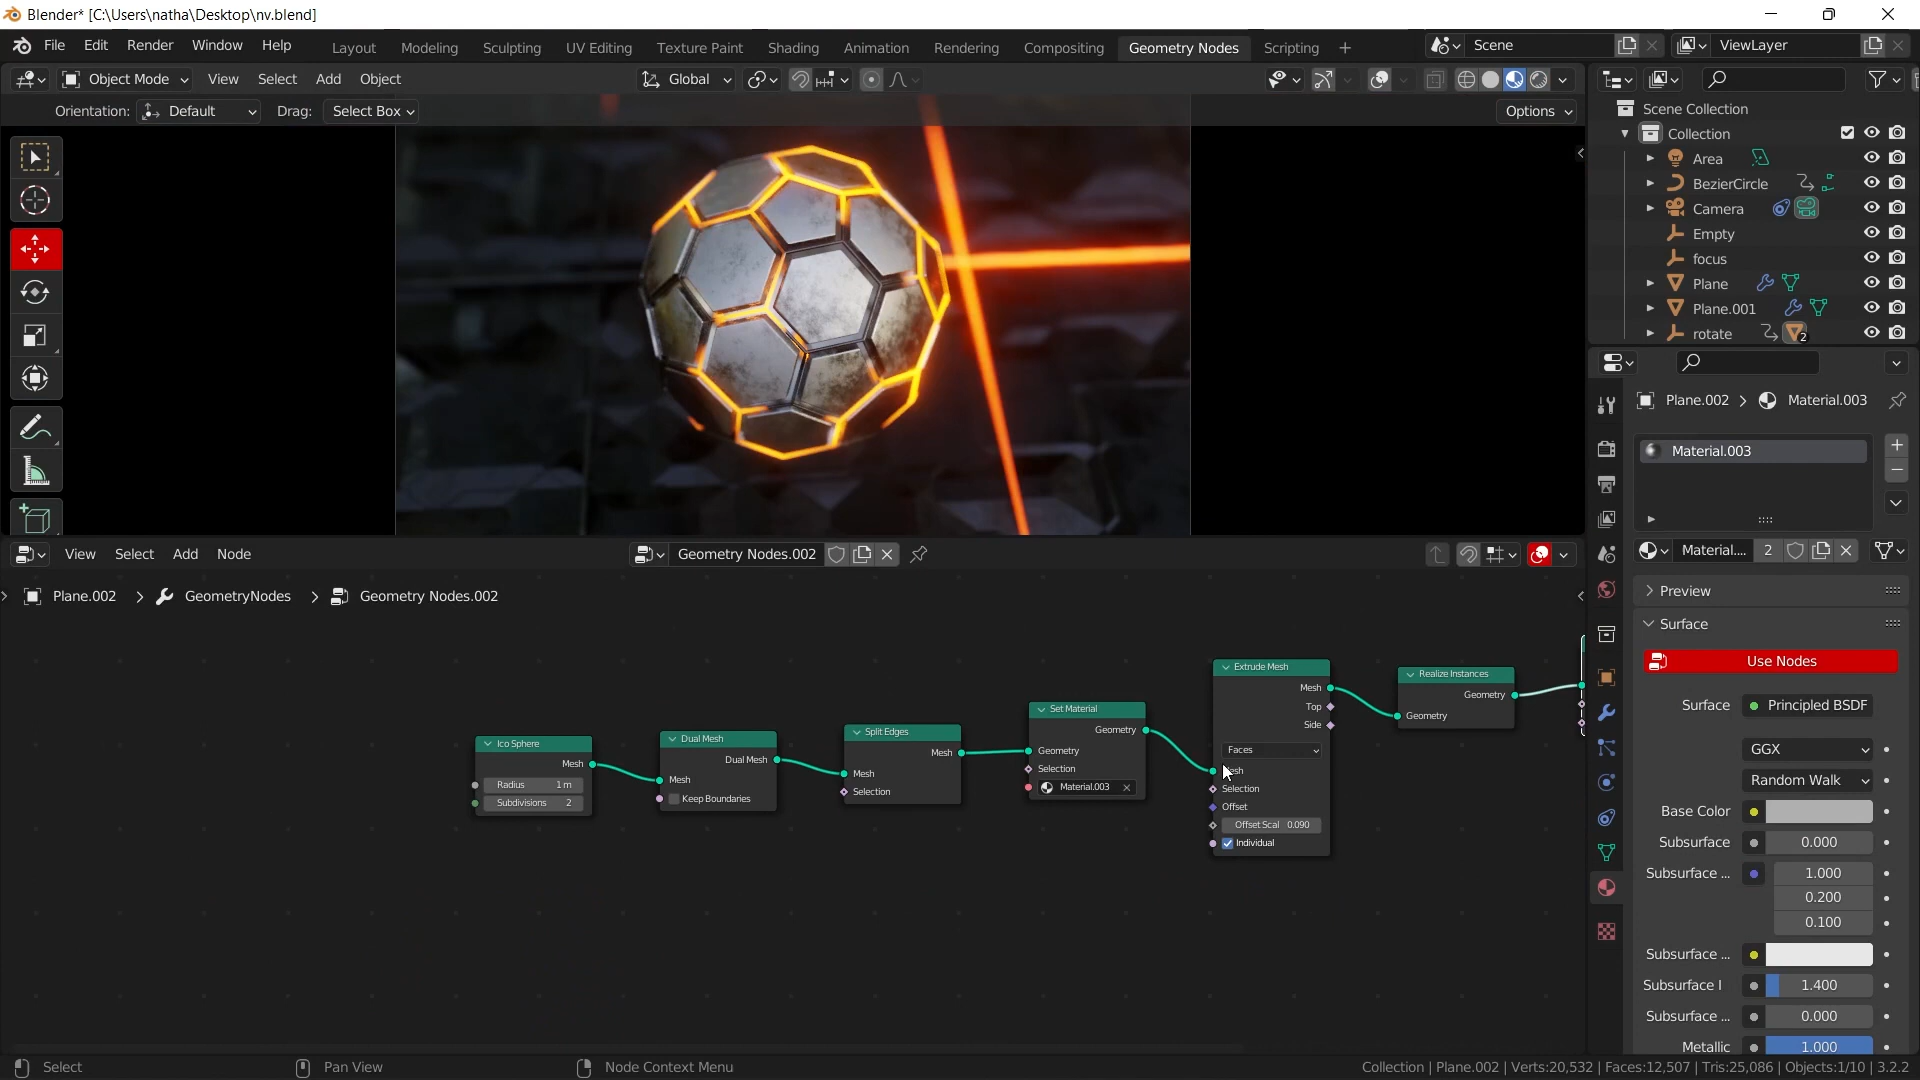 Blender* [C:\Users\natha\Desktop\nv.blend]
File Edit Render Window Help Layout Modeling Sculpting UV Editing Texture Paint Shading Animation Rendering Compositing Geometry Nodes Scripting + Scene ViewLayer
Object Mode View Select Add Object Global
Orientation: Default Drag: Select Box Options
Scene Collection
Collection
Area
BezierCircle
Camera
Empty
focus
Plane
Plane.001
rotate 2
Plane.002 > Material.003
Material.003
View Select Add Node Geometry Nodes.002
Material.... 2
> Plane.002 > GeometryNodes > Geometry Nodes.002
Preview
Surface
Use Nodes
Surface Principled BSDF
GGX
Random Walk
Base Color
Subsurface 0.000
Subsurface ... 1.000
0.200
0.100
Subsurface ...
Subsurface I 1.400
Subsurface ... 0.000
Metallic 1.000
Ico Sphere
Mesh
Radius 1 m
Subdivisions 2
Dual Mesh
Dual Mesh
Mesh
Keep Boundaries
Split Edges
Mesh
Mesh
Selection
Set Material
Geometry
Geometry
Selection
Material.003
Extrude Mesh
Mesh
Top
Side
Faces
Selection
Offset
Offset Scal 0.090
Individual
Realize Instances
Geometry
Geometry
Select Pan View Node Context Menu Collection | Plane.002 | Verts:20,532 | Faces:12,507 | Tris:25,086 | Objects:1/10 | 3.2.2